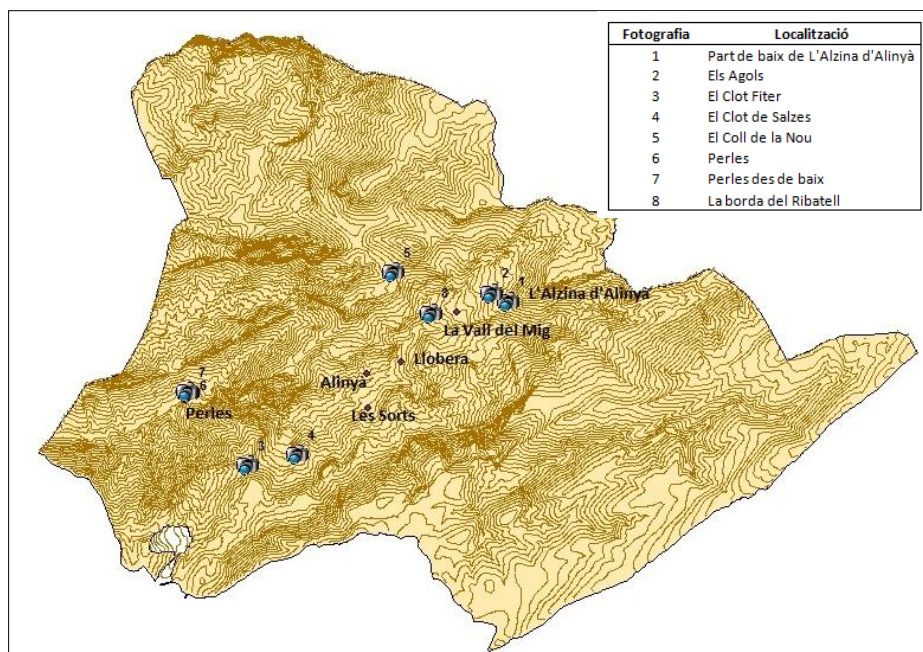 Fotografia Localització
1 Part de baix de L'Alzina d'Alinyà
2 Els Agols
3 El Clot Fiter
4 El Clot de Salzes
5 El Coll de la Nou
6 Perles
7 Perles des de baix
8 La borda del Ribatell
5
2
1
L'Alzina d'Alinyà
8
La Vall del Mig
Llobera
7
Alinyà
6
Perles
Les Sorts
4
3